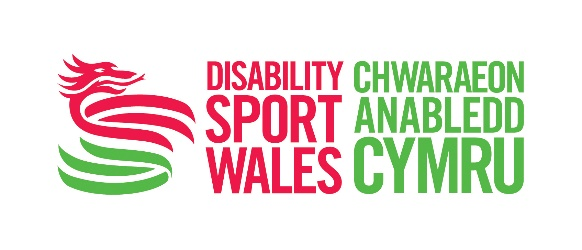 DISABILITY
SPORT
WALES
CHWARAEON
ANABLEDD
CYMRU